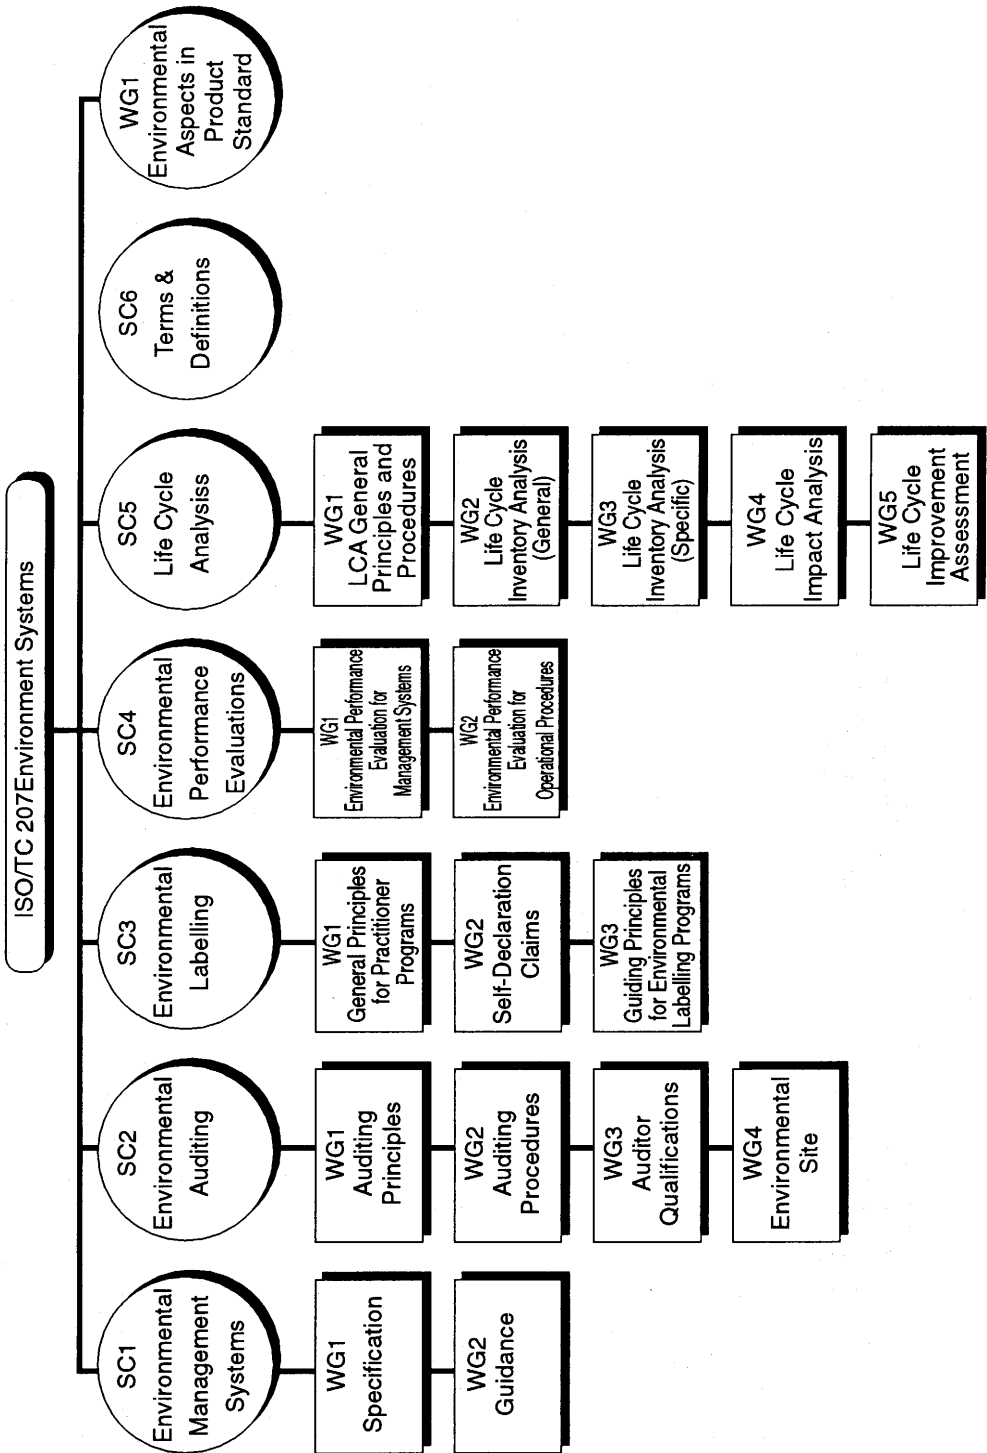 ISO/TC 207Environment Systems
SC1
Environmental
Management
Systems
WG1
Specification
WG2
Guidance
SC2
Environmental
Auditing
WG1
Auditing
Principles
WG2
Auditing
Procedures
WG3
Auditor
Qualifications
WG4
Environmental
Site
SC3
Environmental
Labelling
WG1
General Principles
for Practitioner
Programs
WG2
Self-Declaration
Claims
WG3
Guiding Principles
for Environmental
Labelling Programs
SC4
Environmental
Performance
Evaluations
WG1
Environmental Performance
Evaluation for
Management Systems
WG2
Environmental Performance
Evaluation for
Operational Procedures
SC5
Life Cycle
Analysiss
WG1
LCA General
Principles and
Procedures
WG2
Life Cycle
Inventory Analysis
(General)
WG3
Life Cycle
Inventory Analysis
(Specific)
WG4
Life Cycle
Impact Analysis
WG5
Life Cycle
Improvement
Assessment
SC6
Terms &
Definitions
WG1
Environmental
Aspects in
Product
Standard